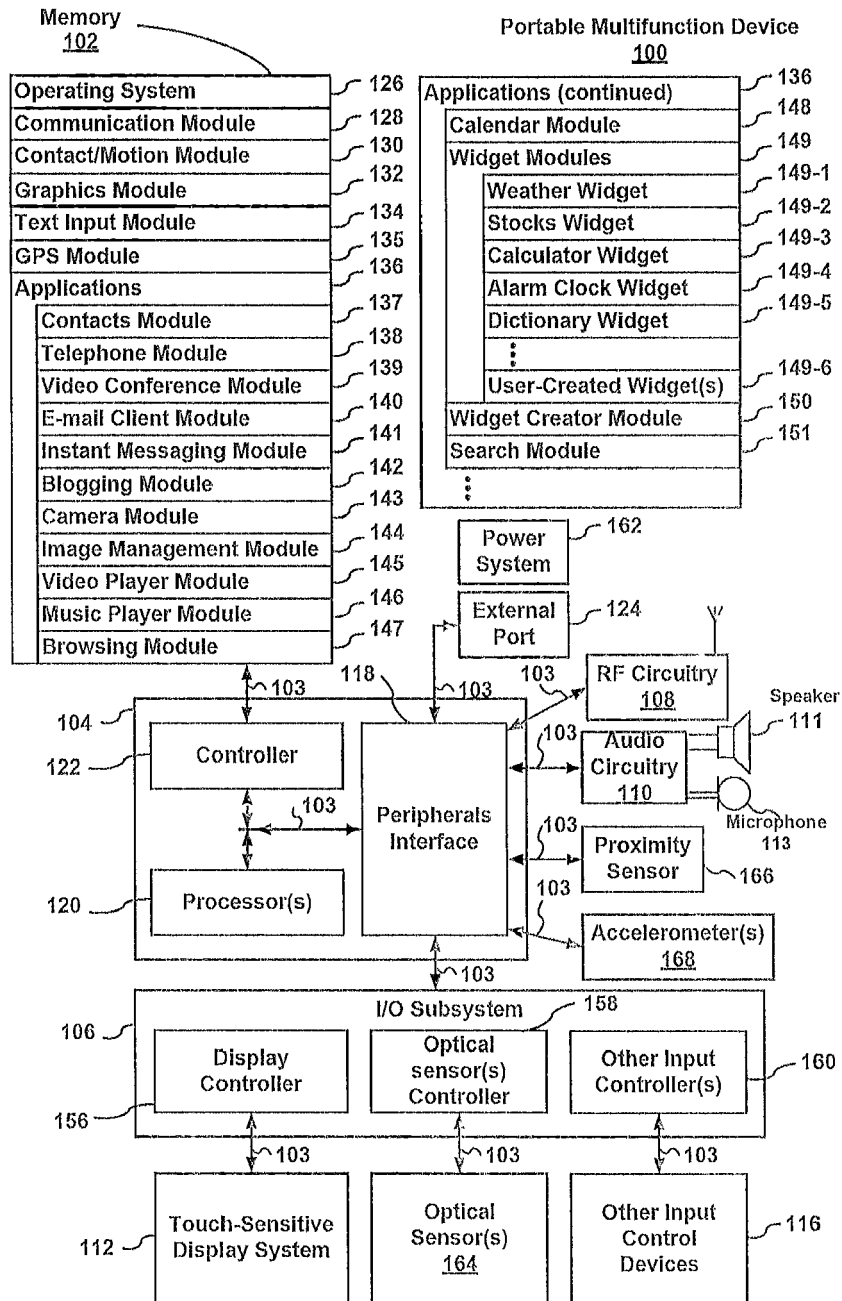 Memory
102
Portable Multifunction Device
100
Operating System
126
Communication Module
128
Contact/Motion Module
130
Graphics Module
132
Text Input Module
134
GPS Module
135
Applications
136
Contacts Module
137
Telephone Module
138
Video Conference Module
139
E-mail Client Module
140
Instant Messaging Module
141
Blogging Module
142
Camera Module
143
Image Management Module
144
Video Player Module
145
Music Player Module
146
Browsing Module
147
Applications (continued)
136
Calendar Module
148
Widget Modules
149
Weather Widget
149-1
Stocks Widget
149-2
Calculator Widget
149-3
Alarm Clock Widget
149-4
Dictionary Widget
149-5
User-Created Widget(s)
149-6
Widget Creator Module
150
Search Module
151
Power
System
162
External
Port
124
103
118
103
103
RF Circuitry
108
Speaker
111
104
Controller
122
103
Peripherals
Interface
103
Audio
Circuitry
110
Microphone
113
103
Proximity
Sensor
166
Processor(s)
120
103
Accelerometer(s)
168
103
I/O Subsystem
106
158
Display
Controller
156
Optical
sensor(s)
Controller
Other Input
Controller(s)
160
103
103
103
Touch-Sensitive
Display System
112
Optical
Sensor(s)
164
Other Input
Control
Devices
116